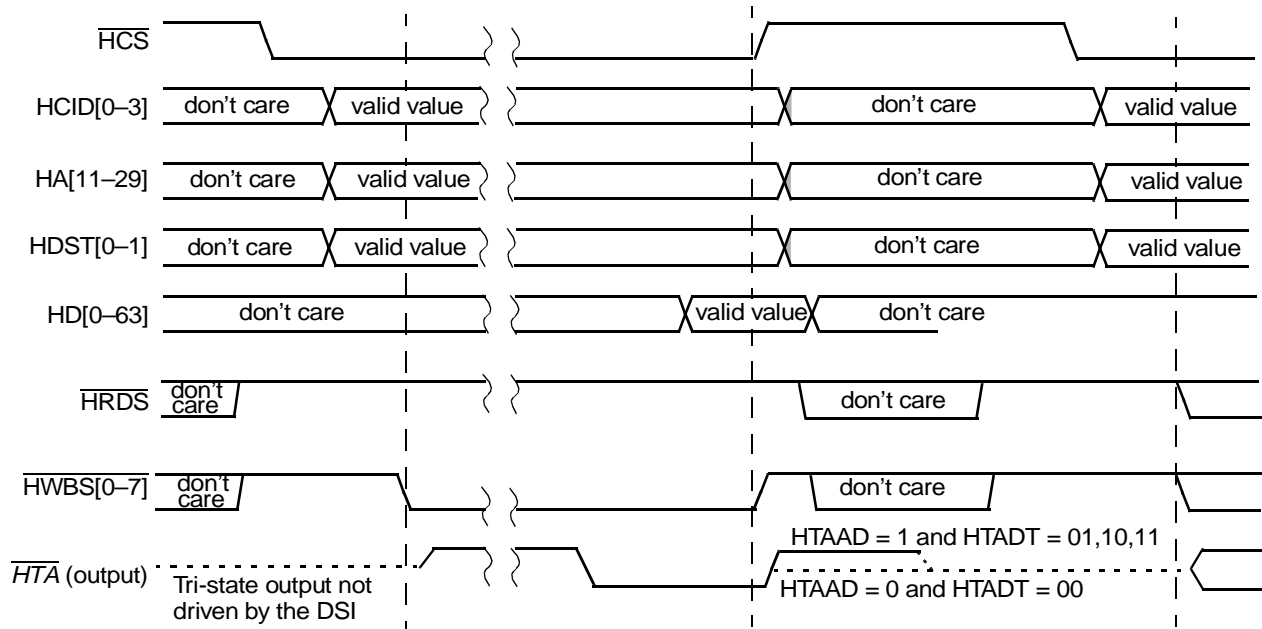 HCS
HCID[0–3] don't care valid value don't care valid value
HA[11–29] don't care valid value don't care valid value
HDST[0–1] don't care valid value don't care valid value
HD[0–63] don't care valid value don't care
HRDS don't care don't care
HWBS[0–7] don't care don't care
HTAAD = 1 and HTADT = 01,10,11
HTA (output)
Tri-state output not
driven by the DSI
HTAAD = 0 and HTADT = 00